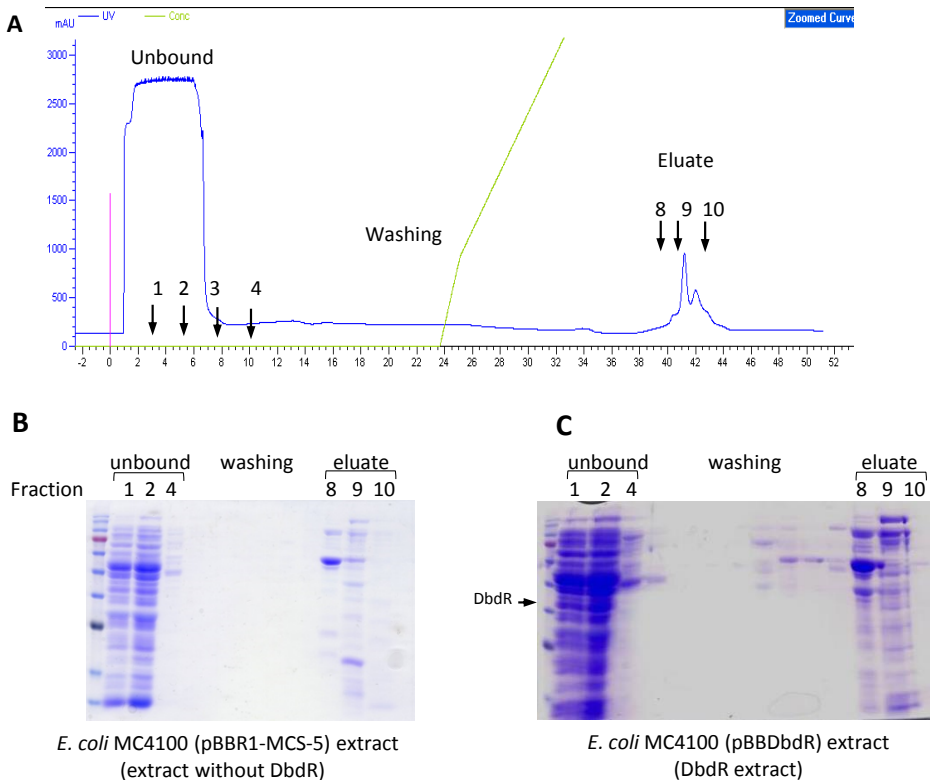 A
mAU
UV
Conc
Zoomed Curve
Unbound
Eluate
Washing
3000
2500
2000
1500
1000
500
0
1 2 3 4
8 9 10
-2 0 2 4 6 8 10 12 14 16 18 20 22 24 26 28 30 32 34 36 38 40 42 44 46 48 50 52
B
unbound washing eluate
Fraction 1 2 4 8 9 10
E. coli MC4100 (pBBR1-MCS-5) extract
(extract without DbdR)
C
unbound washing eluate
1 2 4 8 9 10
DbdR
E. coli MC4100 (pBBDbdR) extract
(DbdR extract)